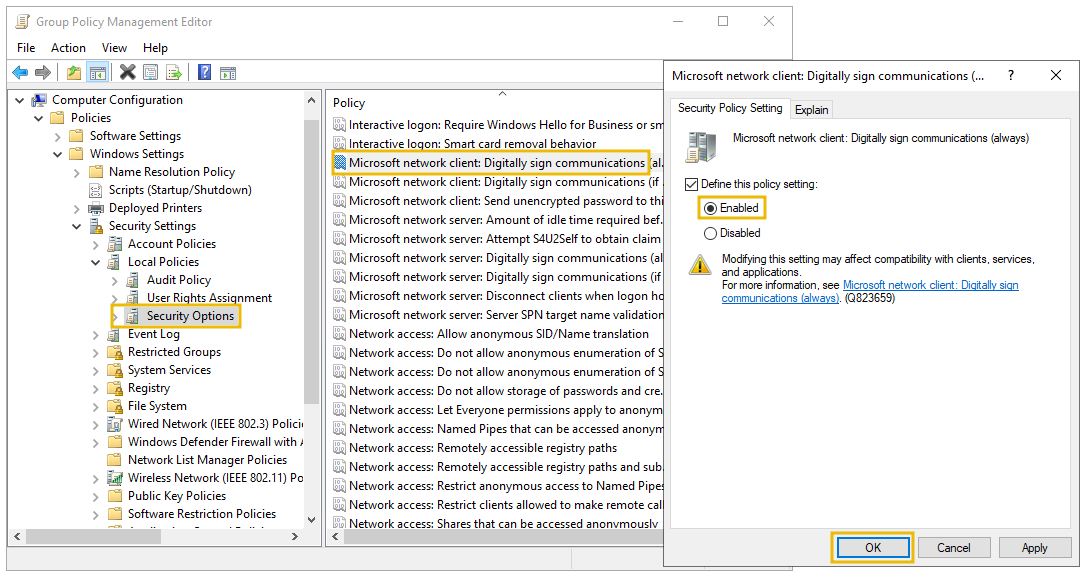 Group Policy Management Editor
File Action View Help
Computer Configuration
Policies
Software Settings
Windows Settings
Name Resolution Policy
Scripts (Startup/Shutdown)
Deployed Printers
Security Settings
Account Policies
Local Policies
Audit Policy
User Rights Assignment
Security Options
Event Log
Restricted Groups
System Services
Registry
File System
Wired Network (IEEE 802.3) Policie
Windows Defender Firewall with A
Network List Manager Policies
Wireless Network (IEEE 802.11) Po
Public Key Policies
Software Restriction Policies
Policy
Interactive logon: Require Windows Hello for Business or sm
Interactive logon: Smart card removal behavior
Microsoft network client: Digitally sign communications (al.
Microsoft network client: Digitally sign communications (if a
Microsoft network client: Send unencrypted password to thi
Microsoft network server: Amount of idle time required bef.
Microsoft network server: Attempt S4U2Self to obtain claim
Microsoft network server: Digitally sign communications (al
Microsoft network server: Digitally sign communications (if
Microsoft network server: Disconnect clients when logon ho
Microsoft network server: Server SPN target name validation
Network access: Allow anonymous SID/Name translation
Network access: Do not allow anonymous enumeration of S
Network access: Do not allow anonymous enumeration of S
Network access: Do not allow storage of passwords and cre.
Network access: Let Everyone permissions apply to anonym
Network access: Named Pipes that can be accessed anonym
Network access: Remotely accessible registry paths
Network access: Remotely accessible registry paths and sub.
Network access: Restrict anonymous access to Named Pipes
Network access: Restrict clients allowed to make remote call
Network access: Shares that can be accessed anonymously
Microsoft network client: Digitally sign communications (... ?
Security Policy Setting Explain
Microsoft network client: Digitally sign communications (always)
Define this policy setting:
Enabled
Disabled
Modifying this setting may affect compatibility with clients, services,
and applications.
For more information, see Microsoft network client: Digitally sign
communications (always). (Q823659)
OK Cancel Apply